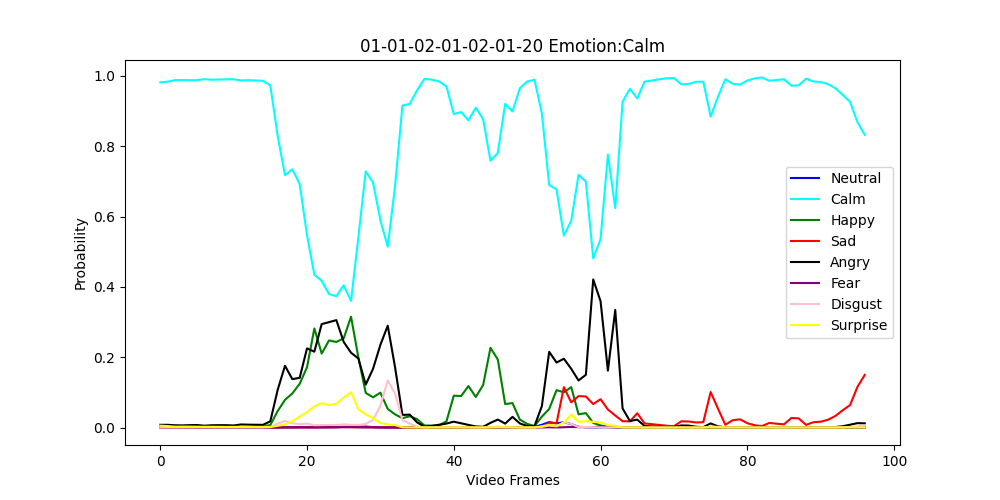 01-01-02-01-02-01-20 Emotion:Calm
1.0
0.8
0.6
0.4
0.2
0.0
Probability
Neutral
Calm
Happy
Sad
Angry
Fear
Disgust
Surprise
0 20 40 60 80 100
Video Frames